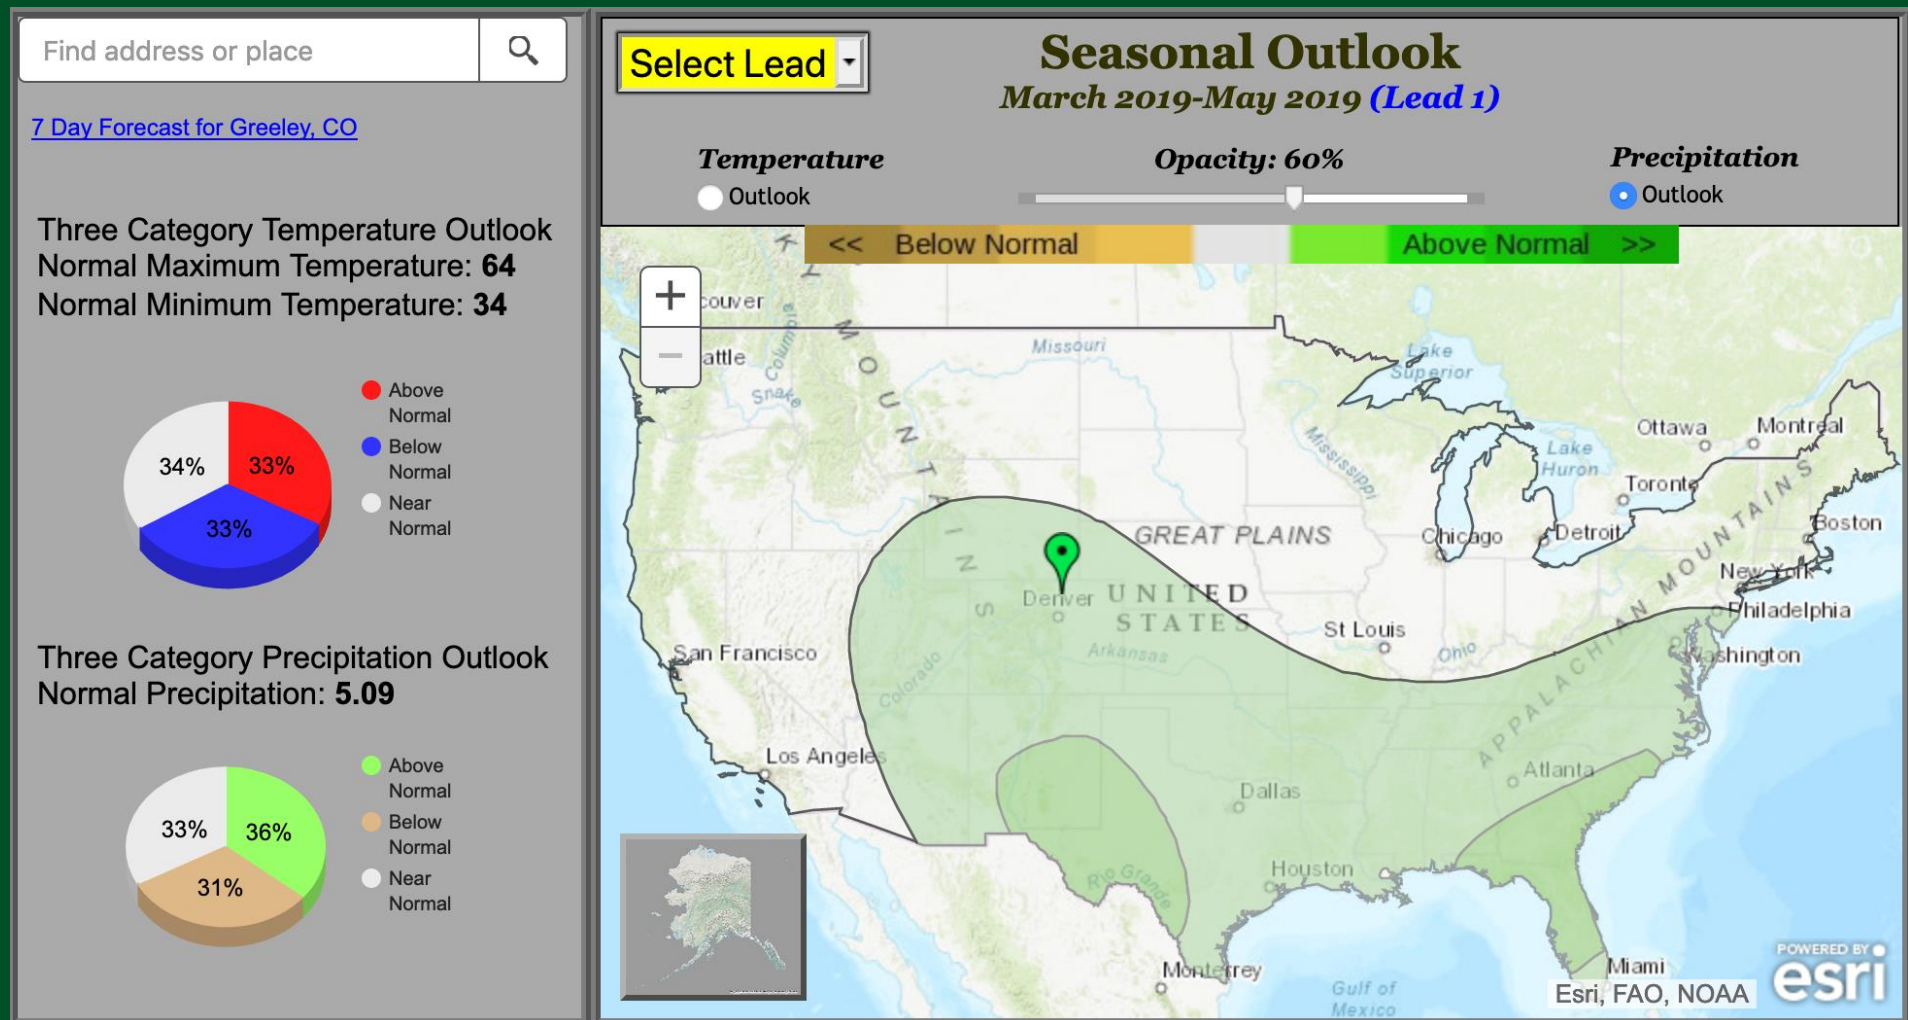 Find address or place
7 Day Forecast for Greeley, CO
Three Category Temperature Outlook
Normal Maximum Temperature: 64
Normal Minimum Temperature: 34
34%
33%
33%
Above
Normal
Below
Normal
Near
Normal
Three Category Precipitation Outlook
Normal Precipitation: 5.09
33%
36%
31%
Above
Normal
Below
Normal
Near
Normal
Select Lead
Seasonal Outlook
March 2019-May 2019 (Lead 1)
Temperature
Outlook
Opacity: 60%
Precipitation
Outlook
<< Below Normal
Above Normal >>
+
−
couver
attle
Columbia
Snake
K Y M O U N T A I N S
Missouri
Mississippi
Lake
Superior
Lake
Huron
Ottawa
Montreal
Toronto
Boston
Chicago
Detroit
New York
Philadelphia
Washington
APPALACHIAN MOUNTAINS
GREAT PLAINS
UNITED
STATES
Denver
St Louis
Ohio
Arkansas
Colorado
San Francisco
Los Angeles
Dallas
Atlanta
Houston
Rio Grande
Monterrey
Miami
Gulf of
Mexico
Esri, FAO, NOAA
POWERED BY
esri